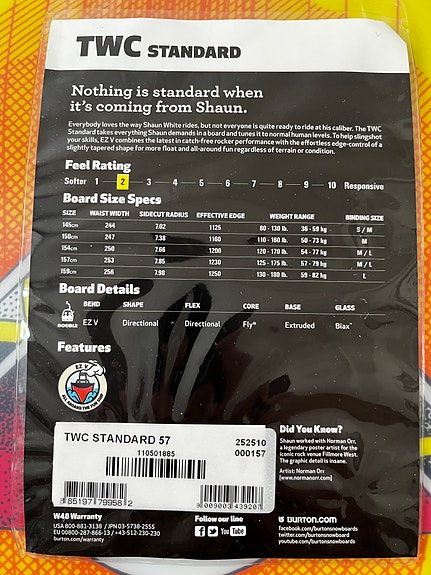 TWC STANDARD
Nothing is standard when
it's coming from Shaun.
Everybody loves the way Shaun White rides, but not everyone is quite ready to ride at his caliber. The TWC
Standard takes everything Shaun demands in a board and tunes it to normal human levels. To help slingshot
your skills, EZ V combines the latest in catch-free rocker performance with the effortless edge-control of a
slightly tapered shape for more float and all-around fun regardless of terrain or condition.
Feel Rating
Softer 1 2 3 4 5 6 7 8 9 10 Responsive
Board Size Specs
SIZE WAIST WIDTH SIDECUT RADIUS EFFECTIVE EDGE WEIGHT RANGE BINDING SIZE
145cm 244 7.02 1125 80 - 130 lb. 36 - 59 kg S / M
150cm 247 7.38 1160 110 - 160 lb. 50 - 73 kg M
154cm 250 7.66 1200 120 - 170 lb. 54 - 77 kg M / L
157cm 253 7.85 1230 125 - 175 lb. 57 - 79 kg M / L
159cm 256 7.98 1250 130 - 180 lb. 59 - 82 kg L
Board Details
BEND SHAPE FLEX CORE BASE GLASS
DOUBLE EZ V Directional Directional Fly® Extruded Biax™
Features
EZ V
ALL ABOARD THE FUN SHIP
TWC STANDARD 57 252510
110501885 000157
85197 79958 2
9 009003 439207
Did You Know?
Shaun worked with Norman Orr,
a legendary poster artist for the
iconic rock venue Fillmore West.
The graphic detail is insane.
Artist: Norman Orr
[www.normanorr.com]
W4.0 Warranty
USA 800-881-3138 / JPN 03-5738-2555
EU 00800-287-866-13 / +43-512-230-230
burton.com/warranty
Follow our line
You Tube
BURTON.COM
facebook.com/burtonsnowboards
twitter.com/burtonsnowboard
youtube.com/burtonsnowboards